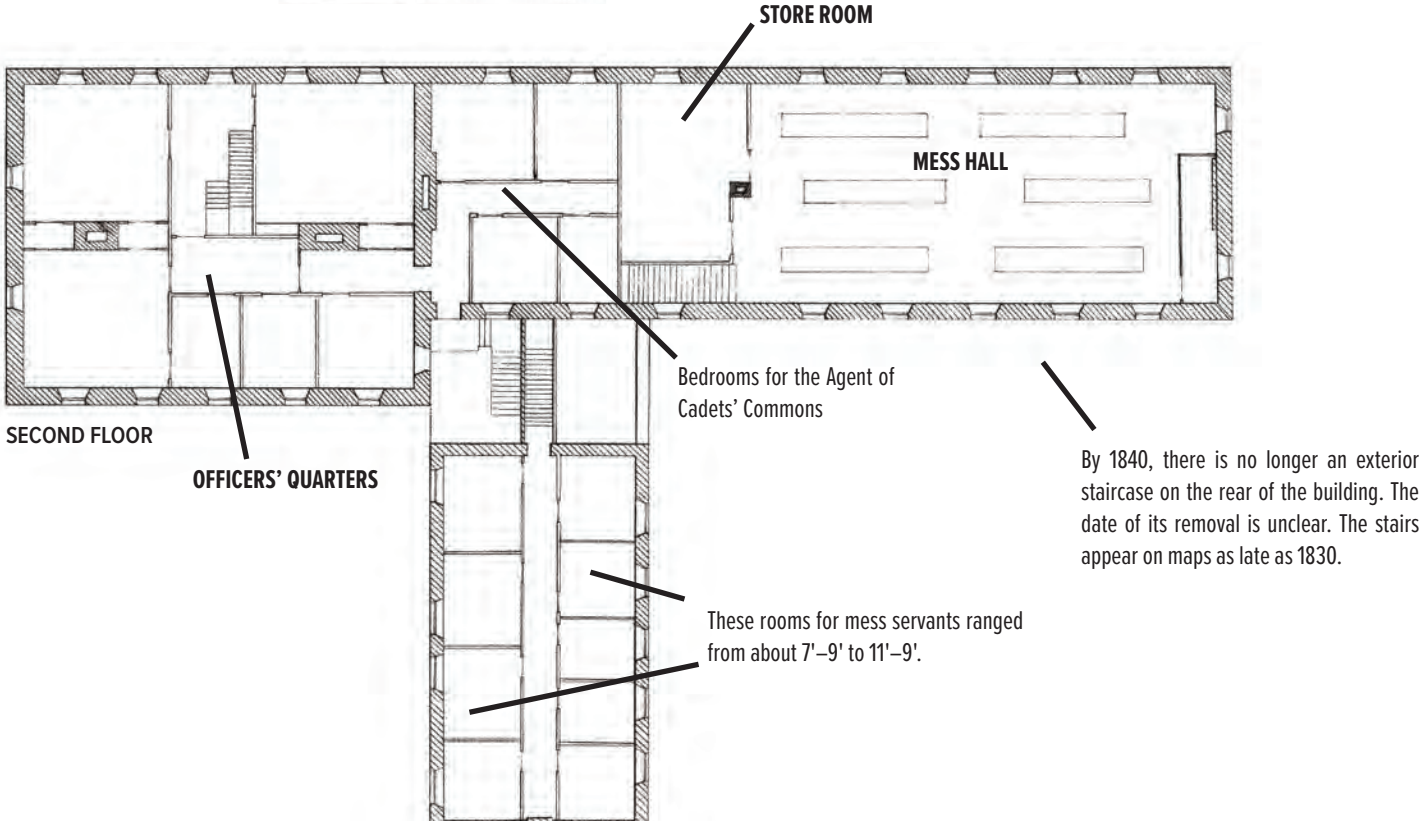 STORE ROOM
MESS HALL
Bedrooms for the Agent of
Cadets’ Commons
SECOND FLOOR
OFFICERS’ QUARTERS
By 1840, there is no longer an exterior
staircase on the rear of the building. The
date of its removal is unclear. The stairs
appear on maps as late as 1830.
These rooms for mess servants ranged
from about 7'–9' to 11'–9'.